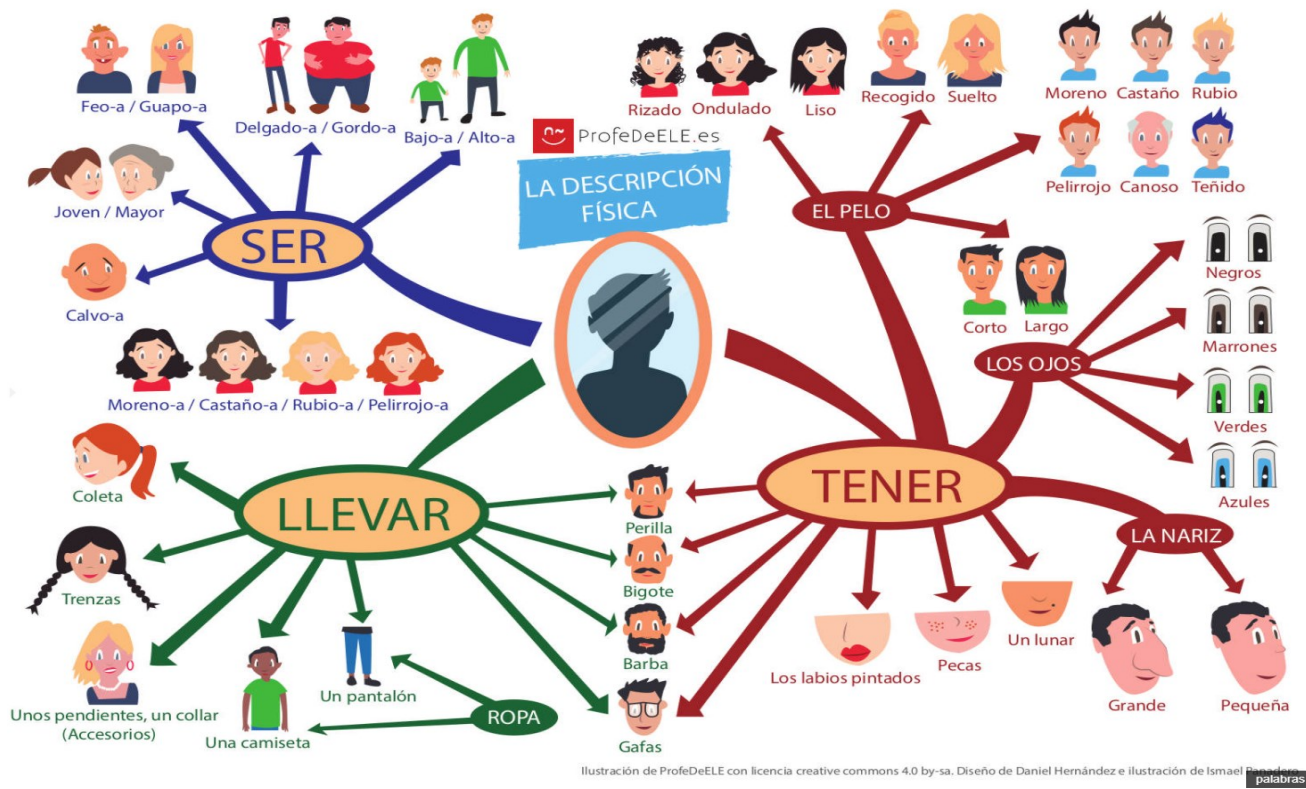 Feo-a / Guapo-a
Delgado-a / Gordo-a
Bajo-a / Alto-a
Joven / Mayor
Calvo-a
SER
Moreno-a / Castaño-a / Rubio-a / Pelirrojo-a
ProfeDeELE.es
LA DESCRIPCIÓN
FÍSICA
Rizado
Ondulado
Liso
Recogido
Suelto
Moreno
Castaño
Rubio
Pelirrojo
Canoso
Teñido
EL PELO
Corto
Largo
LOS OJOS
Negros
Marrones
Verdes
Azules
LLEVAR
Coleta
Trenzas
Unos pendientes, un collar
(Accesorios)
Una camiseta
Un pantalón
ROPA
Perilla
Bigote
Barba
Gafas
TENER
Los labios pintados
Pecas
Un lunar
LA NARIZ
Grande
Pequeña
Ilustración de ProfeDeELE con licencia creative commons 4.0 by-sa. Diseño de Daniel Hernández e ilustración de Ismael Panadero
palabras